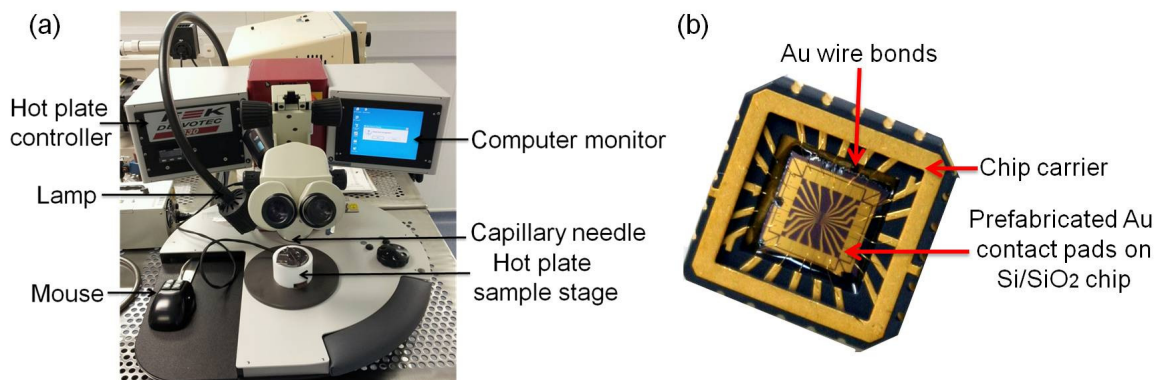 (a)
Hot plate
controller
Lamp
Mouse
Computer monitor
Capillary needle
Hot plate
sample stage
(b)
Au wire bonds
Chip carrier
Prefabricated Au
contact pads on
Si/SiO2 chip